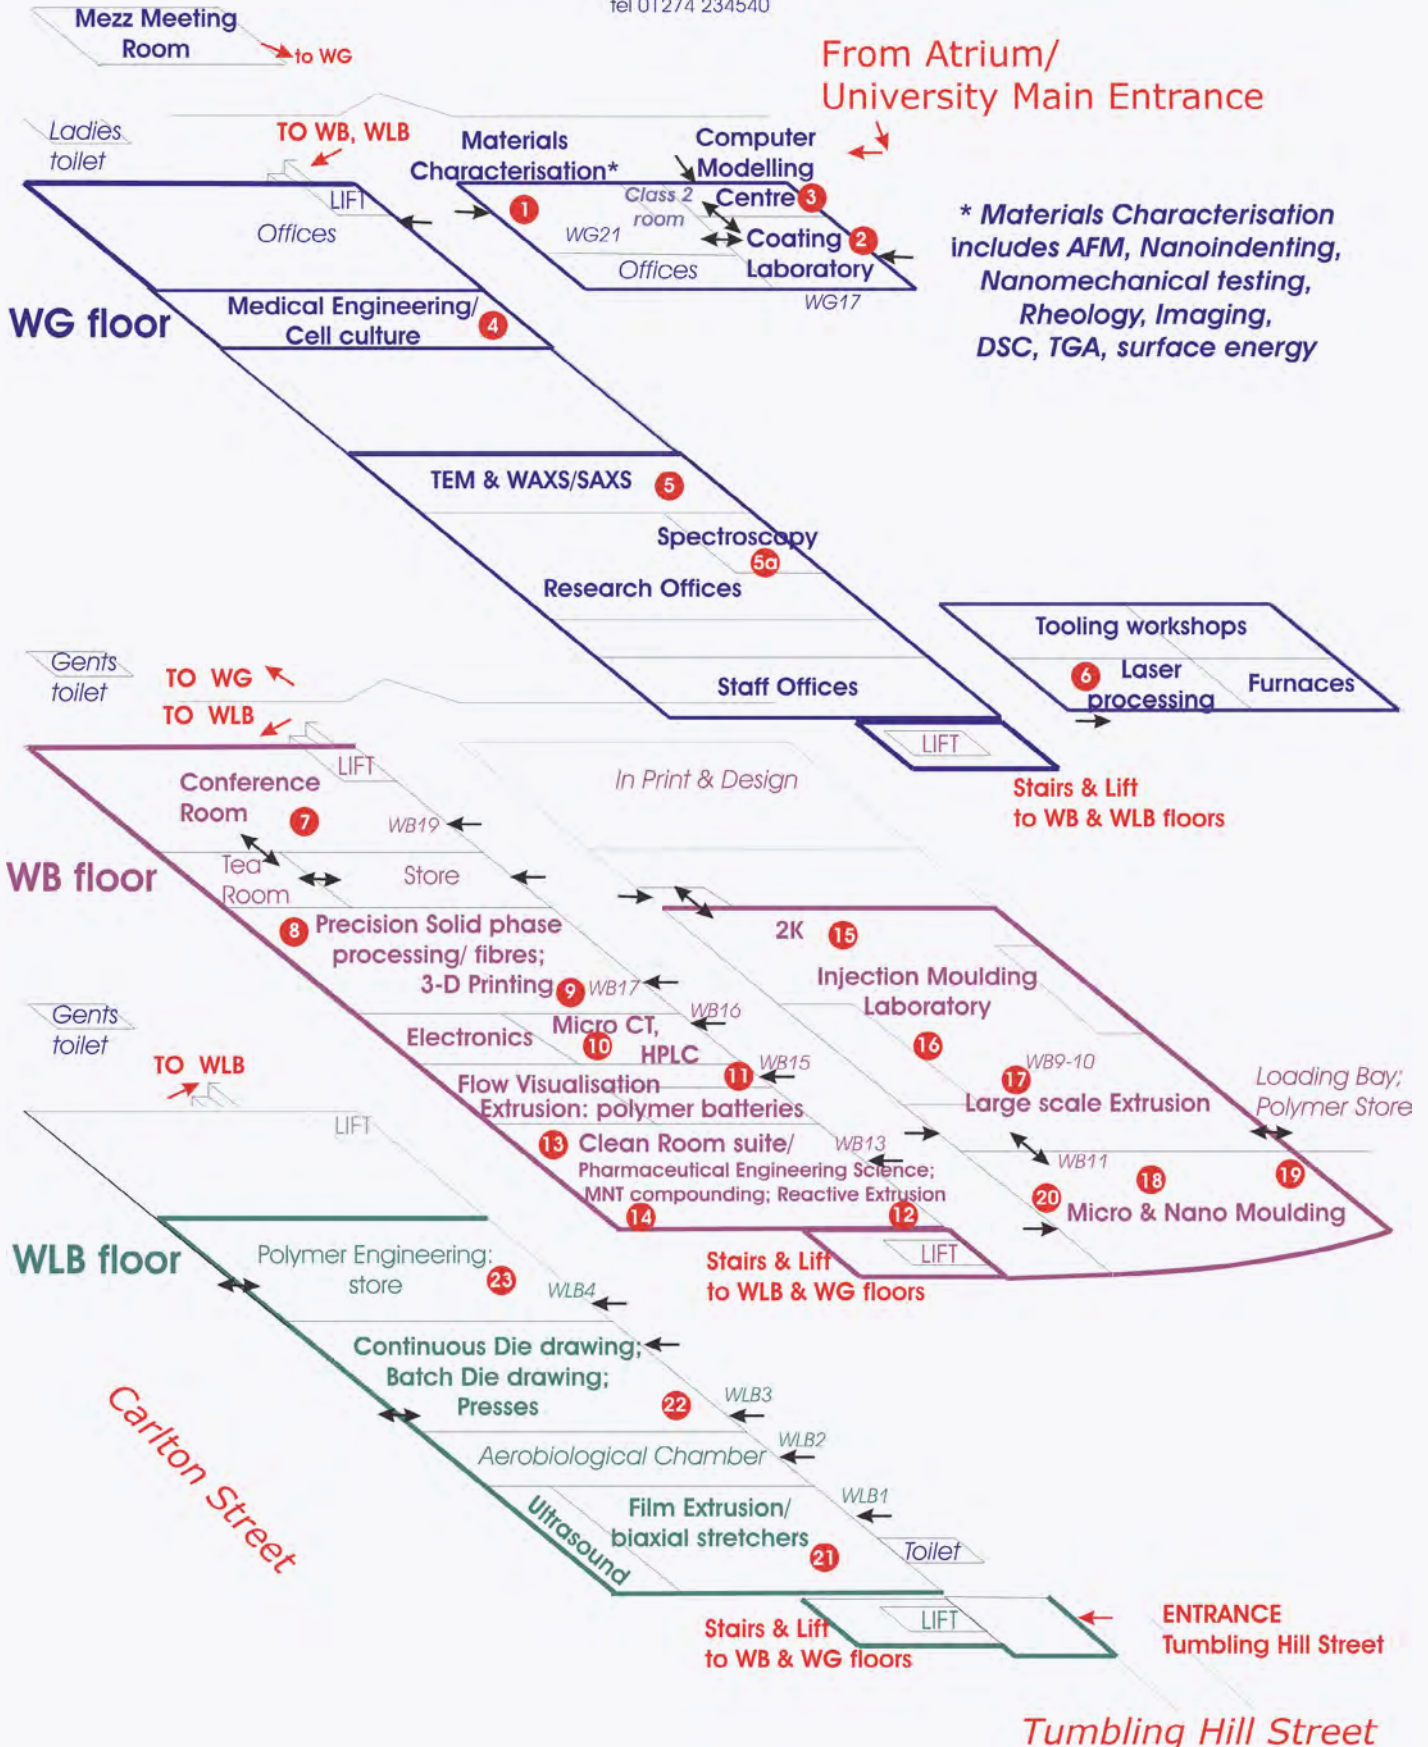 tel 01274 234540
Mezz Meeting
Room
to WG
From Atrium/
University Main Entrance
Ladies
toilet
TO WB, WLB
LIFT
Offices
Materials
Characterisation*
1
WG21
Class 2
room
Offices
Computer
Modelling
Centre 3
Coating 2
Laboratory
WG17
* Materials Characterisation
includes AFM, Nanoindenting,
Nanomechanical testing,
Rheology, Imaging,
DSC, TGA, surface energy
WG floor
Medical Engineering/
Cell culture
4
TEM & WAXS/SAXS 5
Spectroscopy
5a
Research Offices
Staff Offices
LIFT
Stairs & Lift
to WB & WLB floors
Tooling workshops
6 Laser
processing
Furnaces
Gents
toilet
TO WG
TO WLB
LIFT
Conference
Room
7
WB19
In Print & Design
WB floor
Tea
Room
Store
8 Precision Solid phase
processing/ fibres;
3-D Printing 9 WB17
WB16
Electronics
Micro CT,
10
HPLC
11 WB15
Flow Visualisation
Extrusion: polymer batteries
13 Clean Room suite/
WB13
Pharmaceutical Engineering Science;
MNT compounding; Reactive Extrusion
14
12
2K 15
Injection Moulding
Laboratory
16
17 WB9-10
Large scale Extrusion
Loading Bay;
Polymer Store
WB11
18
19
20
Micro & Nano Moulding
Stairs & Lift
to WLB & WG floors
LIFT
Gents
toilet
TO WLB
LIFT
WLB floor
Polymer Engineering:
store
23
WLB4
Continuous Die drawing;
Batch Die drawing;
Presses
22
WLB3
WLB2
Aerobiological Chamber
WLB1
Ultrasound
Film Extrusion/
biaxial stretchers
21
Toilet
Carlton Street
Stairs & Lift
to WB & WG floors
LIFT
ENTRANCE
Tumbling Hill Street
Tumbling Hill Street